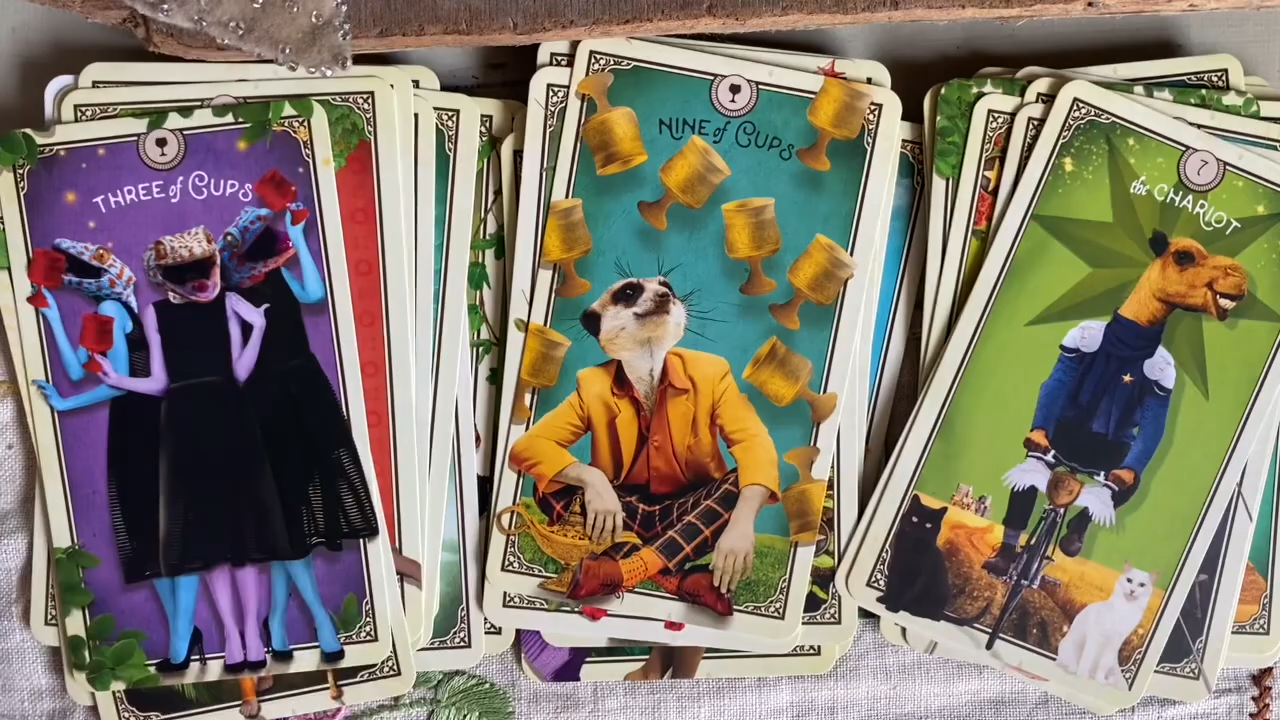 THREE of CUPS
NINE of CUPS
7
the CHARIOT